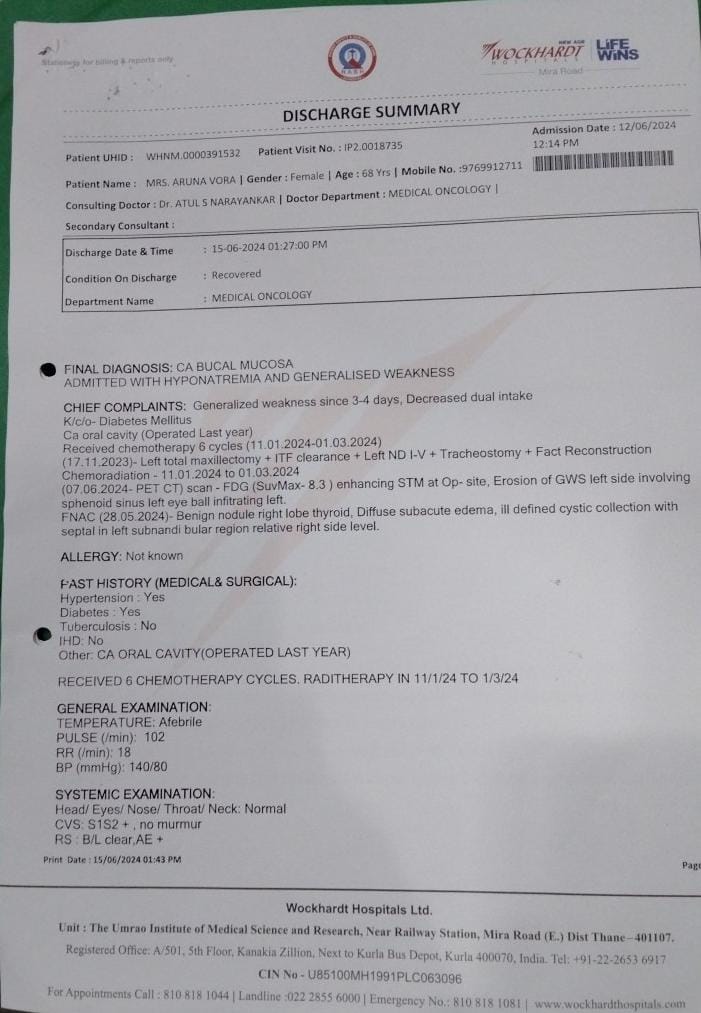 Stationery for billing & reports only
NASH
NEW AGE
WOCKHARDT
HOSPITALS
LiFE
WiNS
Mira Road
DISCHARGE SUMMARY
Patient UHID : WHNM.0000391532 Patient Visit No. : IP2.0018735
Admission Date : 12/06/2024
12:14 PM
Patient Name : MRS. ARUNA VORA | Gender : Female | Age : 68 Yrs | Mobile No. :9769912711
Consulting Doctor : Dr. ATUL S NARAYANKAR | Doctor Department : MEDICAL ONCOLOGY |
Secondary Consultant :
Discharge Date & Time : 15-06-2024 01:27:00 PM
Condition On Discharge : Recovered
Department Name : MEDICAL ONCOLOGY
FINAL DIAGNOSIS: CA BUCAL MUCOSA
ADMITTED WITH HYPONATREMIA AND GENERALISED WEAKNESS
CHIEF COMPLAINTS: Generalized weakness since 3-4 days, Decreased dual intake
K/c/o- Diabetes Mellitus
Ca oral cavity (Operated Last year)
Received chemotherapy 6 cycles (11.01.2024-01.03.2024)
(17.11.2023)- Left total maxillectomy + ITF clearance + Left ND I-V + Tracheostomy + Fact Reconstruction
Chemoradiation - 11.01.2024 to 01.03.2024
(07.06.2024- PET CT) scan - FDG (SuvMax- 8.3 ) enhancing STM at Op- site, Erosion of GWS left side involving
sphenoid sinus left eye ball infitrating left.
FNAC (28.05.2024)- Benign nodule right lobe thyroid, Diffuse subacute edema, ill defined cystic collection with
septal in left subnandi bular region relative right side level.
ALLERGY: Not known
PAST HISTORY (MEDICAL& SURGICAL):
Hypertension : Yes
Diabetes : Yes
Tuberculosis : No
IHD: No
Other: CA ORAL CAVITY(OPERATED LAST YEAR)
RECEIVED 6 CHEMOTHERAPY CYCLES. RADITHERAPY IN 11/1/24 TO 1/3/24
GENERAL EXAMINATION:
TEMPERATURE: Afebrile
PULSE (/min): 102
RR (/min): 18
BP (mmHg): 140/80
SYSTEMIC EXAMINATION:
Head/ Eyes/ Nose/ Throat/ Neck: Normal
CVS: S1S2 + , no murmur
RS : B/L clear,AE +
Print Date : 15/06/2024 01:43 PM
Page
Wockhardt Hospitals Ltd.
Unit : The Umrao Institute of Medical Science and Research, Near Railway Station, Mira Road (E.) Dist Thane–401107.
Registered Office: A/501, 5th Floor, Kanakia Zillion, Next to Kurla Bus Depot, Kurla 400070, India. Tel: +91-22-2653 6917
CIN No - U85100MH1991PLC063096
For Appointments Call : 810 818 1044 | Landline :022 2855 6000 | Emergency No.: 810 818 1081 | www.wockhardthospitals.com